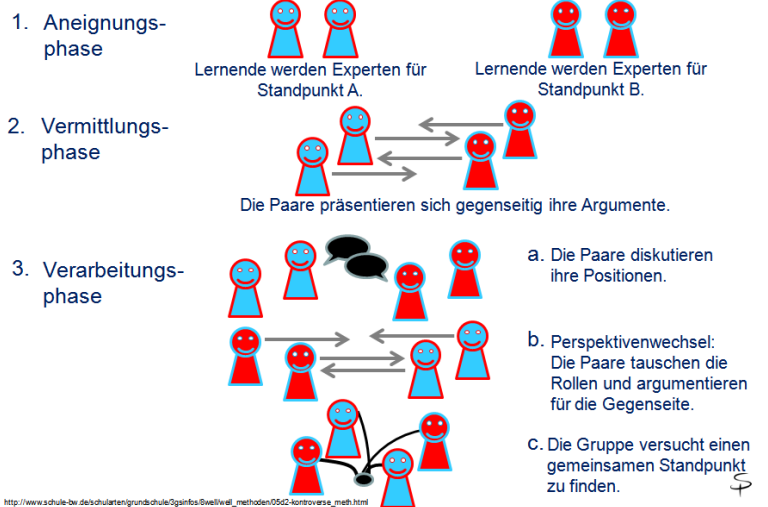 1. Aneignungs-
phase
Lernende werden Experten für
Standpunkt A.
Lernende werden Experten für
Standpunkt B.
2. Vermittlungs-
phase
Die Paare präsentieren sich gegenseitig ihre Argumente.
3. Verarbeitungs-
phase
a. Die Paare diskutieren
ihre Positionen.
b. Perspektivenwechsel:
Die Paare tauschen die
Rollen und argumentieren
für die Gegenseite.
c. Die Gruppe versucht einen
gemeinsamen Standpunkt
zu finden.
http://www.schule-bw.de/schularten/grundschule/3gsinfos/8well/well_methoden/05d2-kontroverse_meth.html